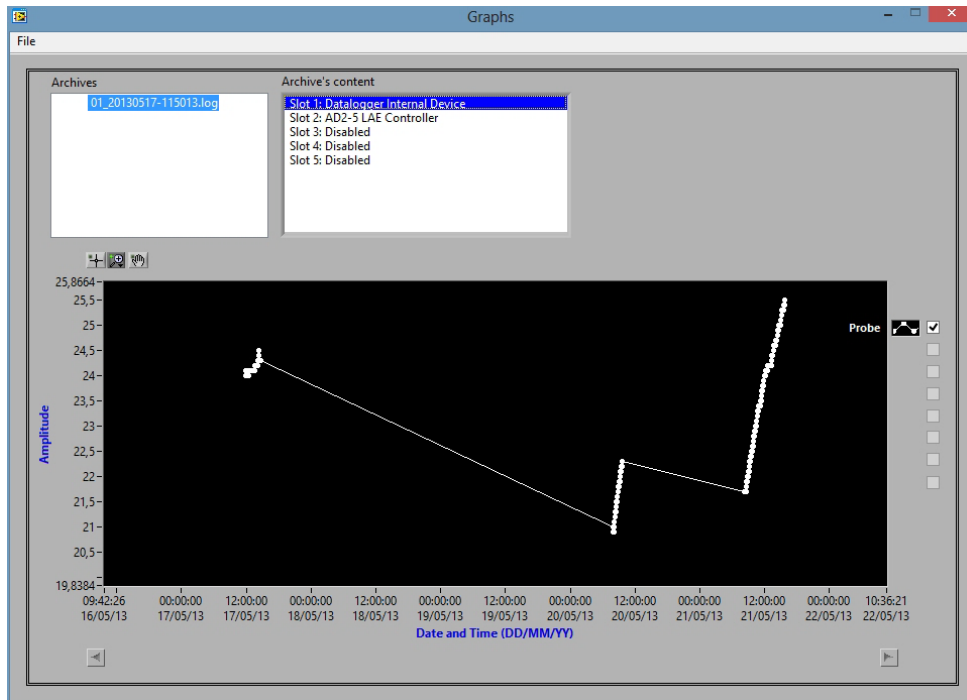 Graphs
File
Archives
01_20130517-115013.log
Archive's content
Slot 1: Datalogger Internal Device
Slot 2: AD2-5 LAE Controller
Slot 3: Disabled
Slot 4: Disabled
Slot 5: Disabled
25,8664
25,5
25
24,5
24
23,5
23
22,5
22
21,5
21
20,5
19,8384
Amplitude
Probe
09:42:26 00:00:00 12:00:00 00:00:00 12:00:00 00:00:00 12:00:00 00:00:00 12:00:00 00:00:00 12:00:00 00:00:00 10:36:21
16/05/13 17/05/13 17/05/13 18/05/13 18/05/13 19/05/13 19/05/13 20/05/13 20/05/13 21/05/13 21/05/13 22/05/13 22/05/13
Date and Time (DD/MM/YY)